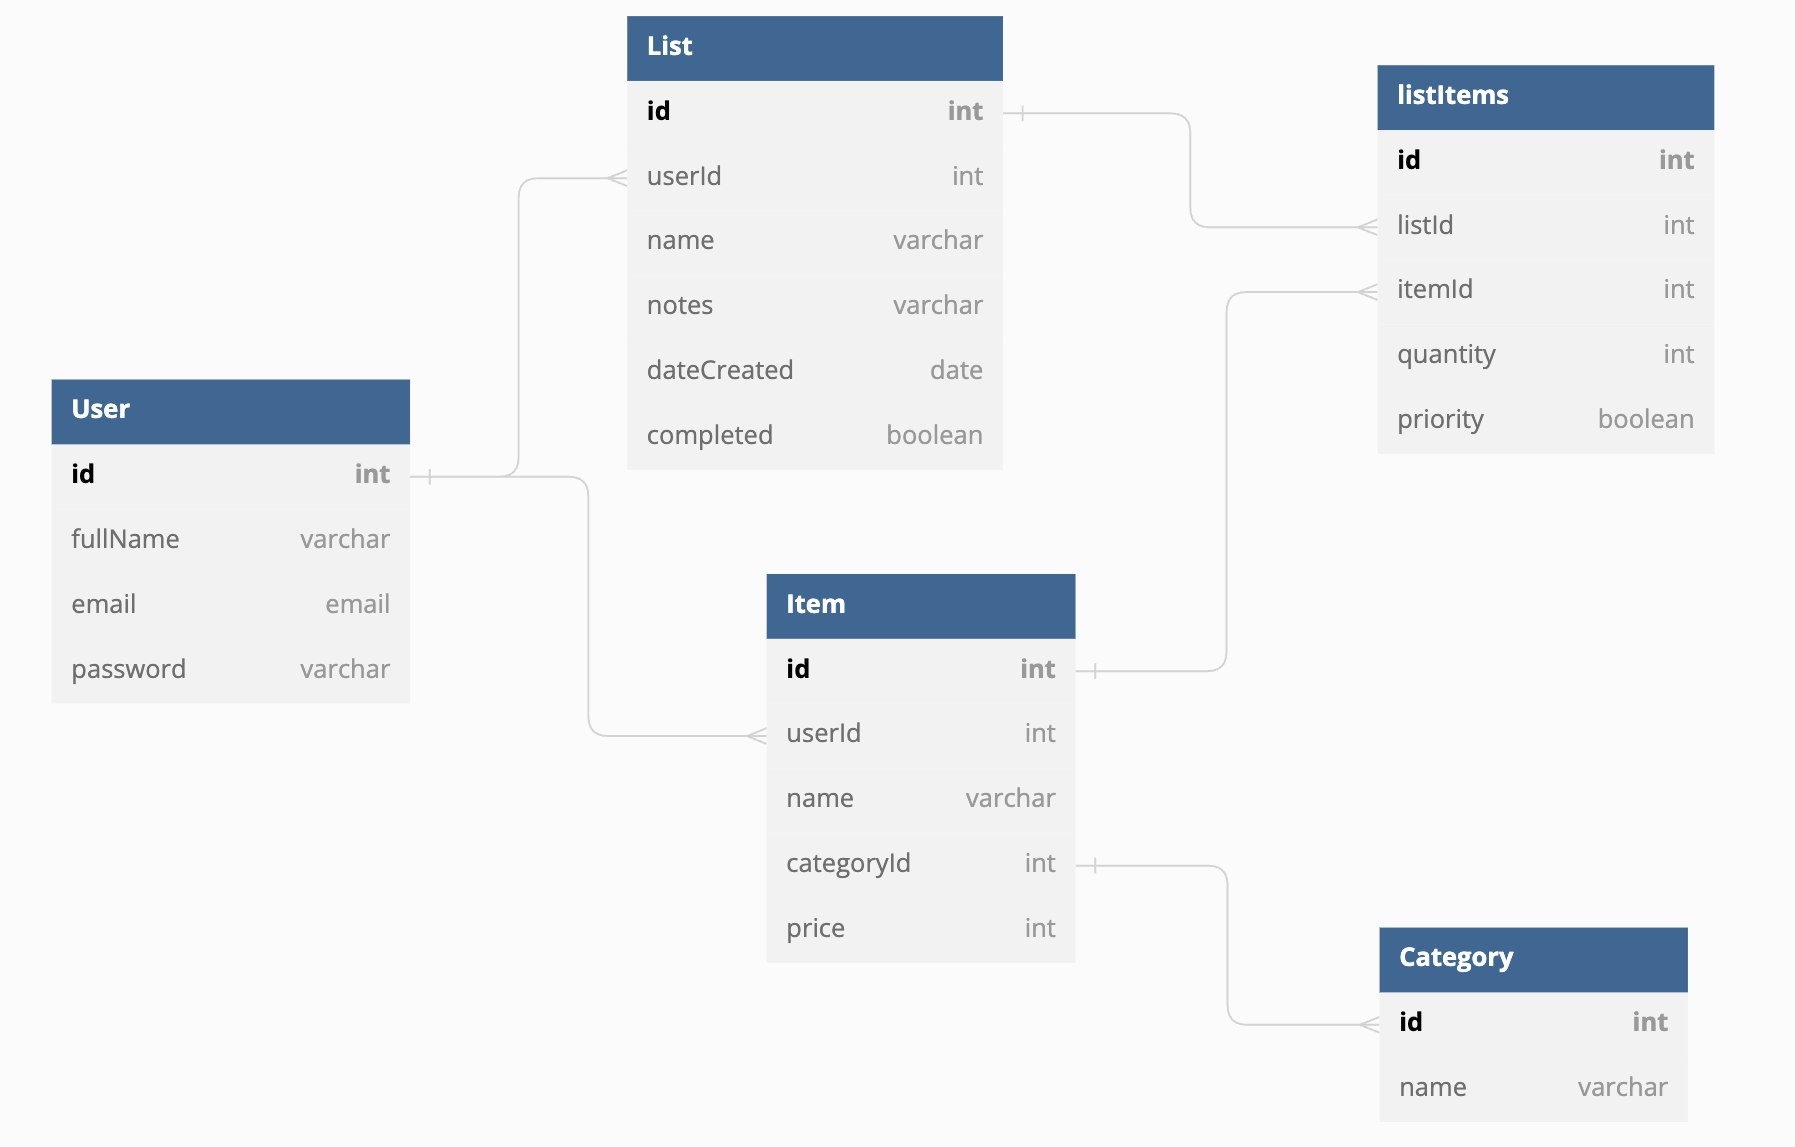 List
id int
userId int
name varchar
notes varchar
dateCreated date
completed boolean
listItems
id int
listId int
itemId int
quantity int
priority boolean
User
id int
fullName varchar
email email
password varchar
Item
id int
userId int
name varchar
categoryId int
price int
Category
id int
name varchar